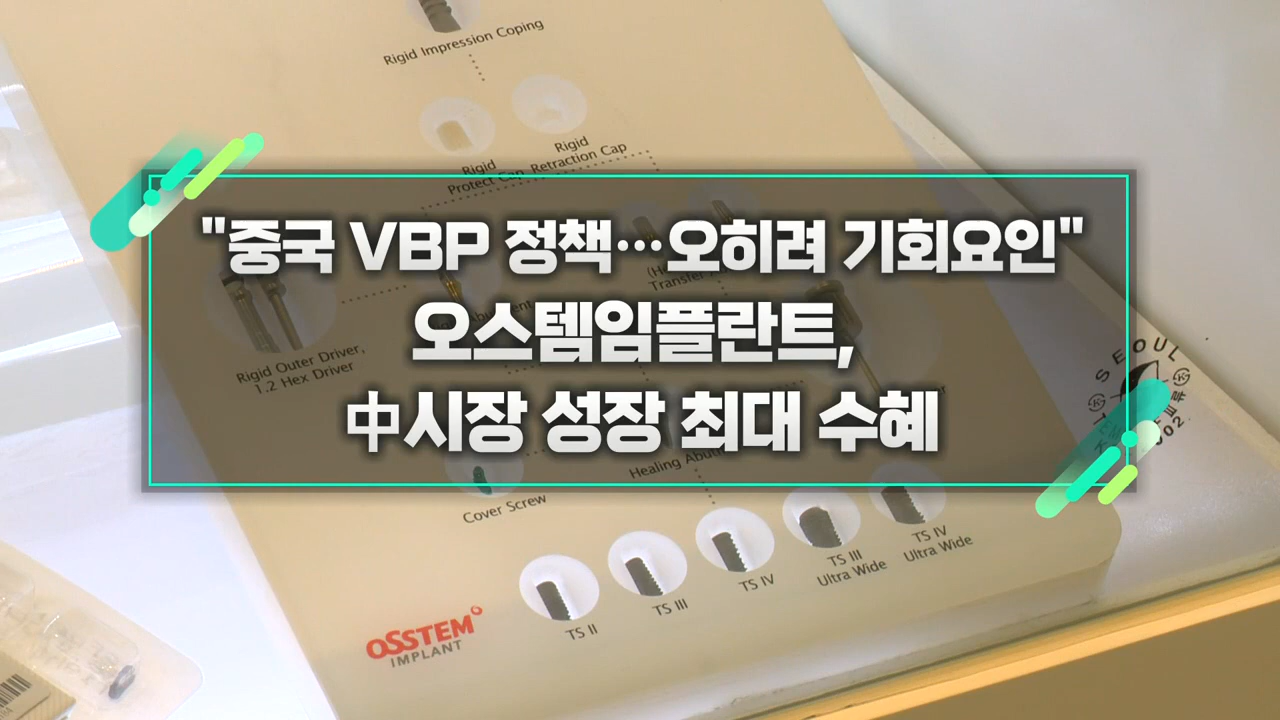 Rigid Impression Coping
Rigid
Protect Cap
Rigid
Retraction Cap
"중국 VBP 정책…오히려 기회요인"
오스템임플란트,
中시장 성장 최대 수혜
Transfer
Rigid Outer Driver,
1.2 Hex Driver
SEOUL
Healing
Cover Screw
TS II
TS III
TS IV
TS III
Ultra Wide
TS IV
Ultra Wide
OSSTEM
IMPLANT